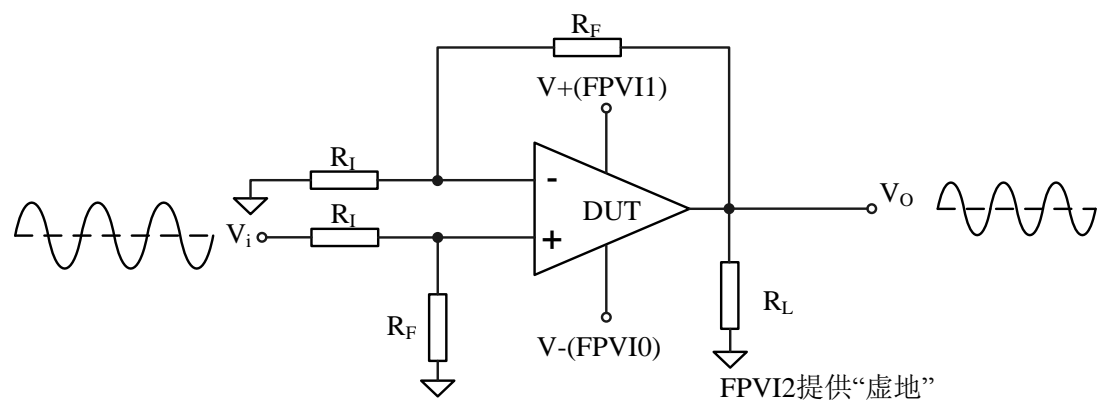 R_F
V+(FPVI1)
R_I
-
DUT
V_O
R_I
V_i
+
R_F
R_L
V-(FPVI0)
FPVI2提供“虚地”